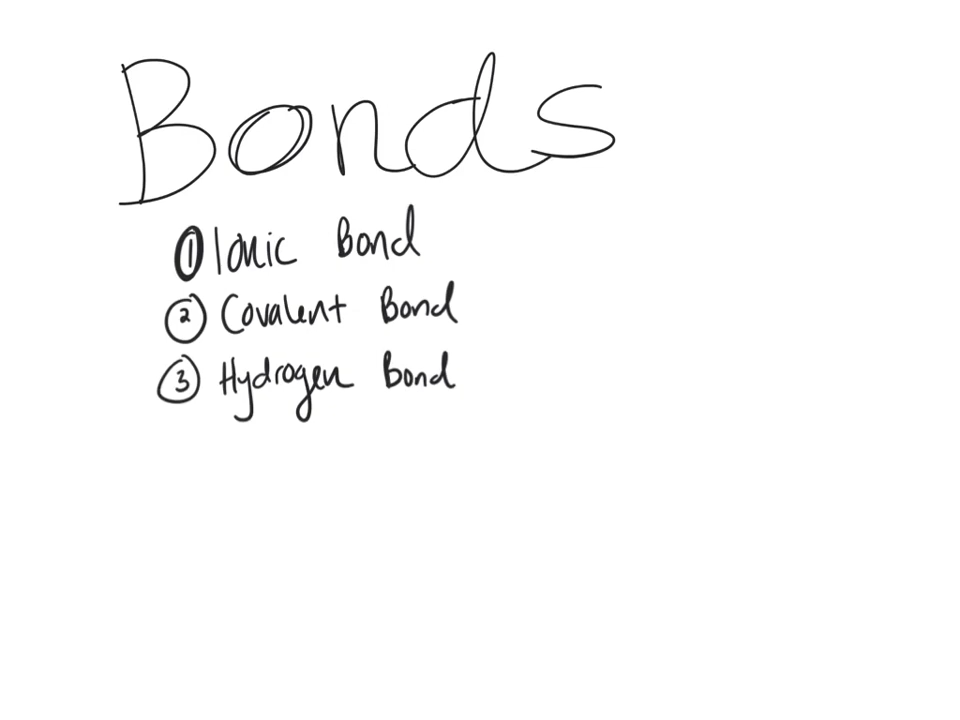 Bonds
① Ionic Bond
② Covalent Bond
③ Hydrogen Bond